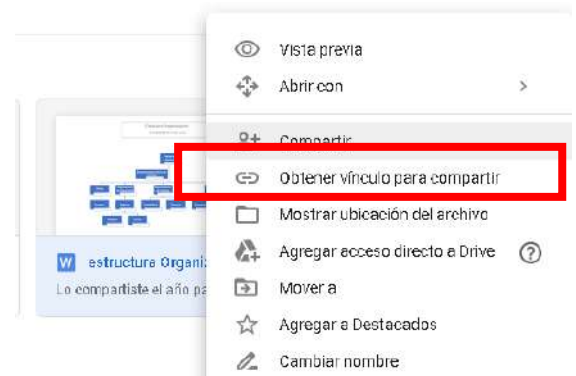 Vista previa
Abrir con
Compartir
Obtener vínculo para compartir
Mostrar ubicación del archivo
Agregar acceso directo a Drive
Mover a
Agregar a Destacados
Cambiar nombre
W estructura Organi
Lo compartiste el año pa